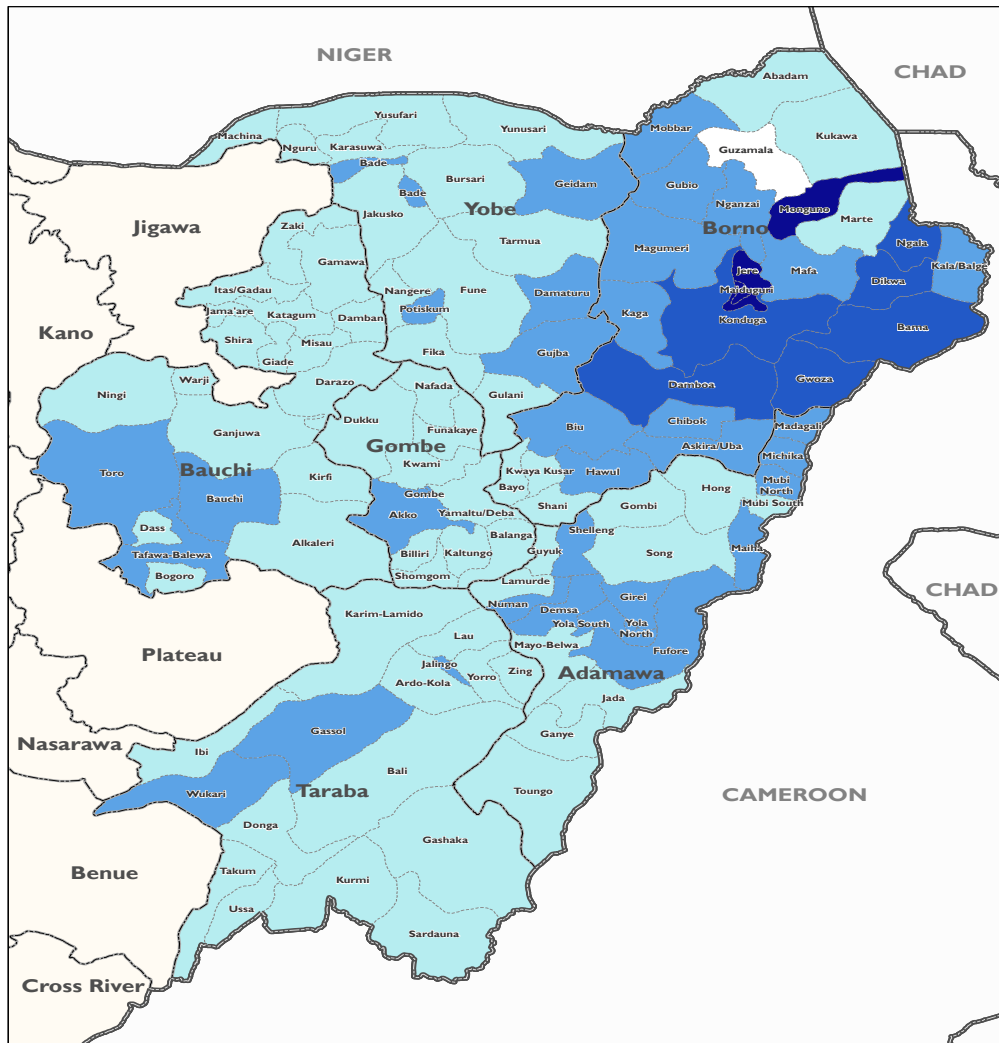 NIGER
CHAD
Abadam
Yusufari
Yunusari
Mobbar
Kukawa
Machina
Nguru
Karasuwa
Guzamala
Bade
Bursari
Geidam
Gubio
Bade
Nganzai
Monguno
Jakusko
Yobe
Marte
Jigawa
Borno
Zaki
Tarmua
Ngala
Gamawa
Magumeri
Jere
Mafa
Kala/Balge
Itas/Gadau
Nangere
Fune
Damaturu
Maiduguri
Dikwa
Jama'are
Katagum
Damban
Potiskum
Kaga
Konduga
Bama
Kano
Shira
Misau
Giade
Fika
Gujba
Warji
Darazo
Nafada
Gulani
Damboa
Gwoza
Ningi
Dukku
Funakaye
Biu
Chibok
Madagali
Ganjuwa
Gombe
Askira/Uba
Michika
Toro
Bauchi
Kwami
Kwaya Kusar
Hawul
Kirfi
Bayo
Mubi
North
Bauchi
Gombe
Hong
Akko
Shani
Gombi
Mubi South
Dass
Yamaltu/Deba
Shelleng
Alkaleri
Balanga
Tafawa-Balewa
Billiri
Kaltungo
Guyuk
Song
Maiha
Bogoro
Shomgom
Lamurde
CHAD
Karim-Lamido
Numan
Demsa
Girei
Yola South
Yola
North
Lau
Mayo-Belwa
Plateau
Jalingo
Fufore
Ardo-Kola
Yorro
Zing
Adamawa
Jada
Nasarawa
Gassol
Ganye
Ibi
Bali
Wukari
Taraba
Toungo
CAMEROON
Donga
Gashaka
Benue
Takum
Kurmi
Ussa
Sardauna
Cross River